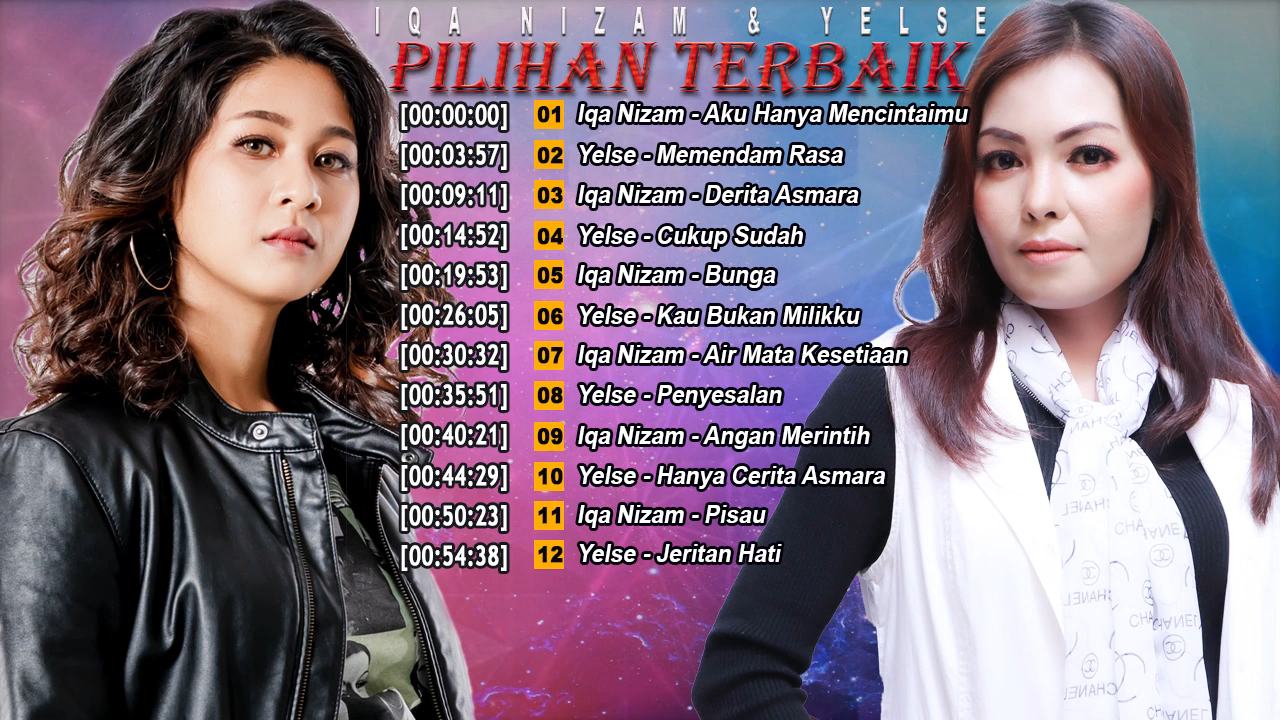 IQA NIZAM & YELSE
PILIHAN TERBAIK
[00:00:00] 01 Iqa Nizam - Aku Hanya Mencintaimu
[00:03:57] 02 Yelse - Memendam Rasa
[00:09:11] 03 Iqa Nizam - Derita Asmara
[00:14:52] 04 Yelse - Cukup Sudah
[00:19:53] 05 Iqa Nizam - Bunga
[00:26:05] 06 Yelse - Kau Bukan Milikku
[00:30:32] 07 Iqa Nizam - Air Mata Kesetiaan
[00:35:51] 08 Yelse - Penyesalan
[00:40:21] 09 Iqa Nizam - Angan Merintih
[00:44:29] 10 Yelse - Hanya Cerita Asmara
[00:50:23] 11 Iqa Nizam - Pisau
[00:54:38] 12 Yelse - Jeritan Hati
CHANEL